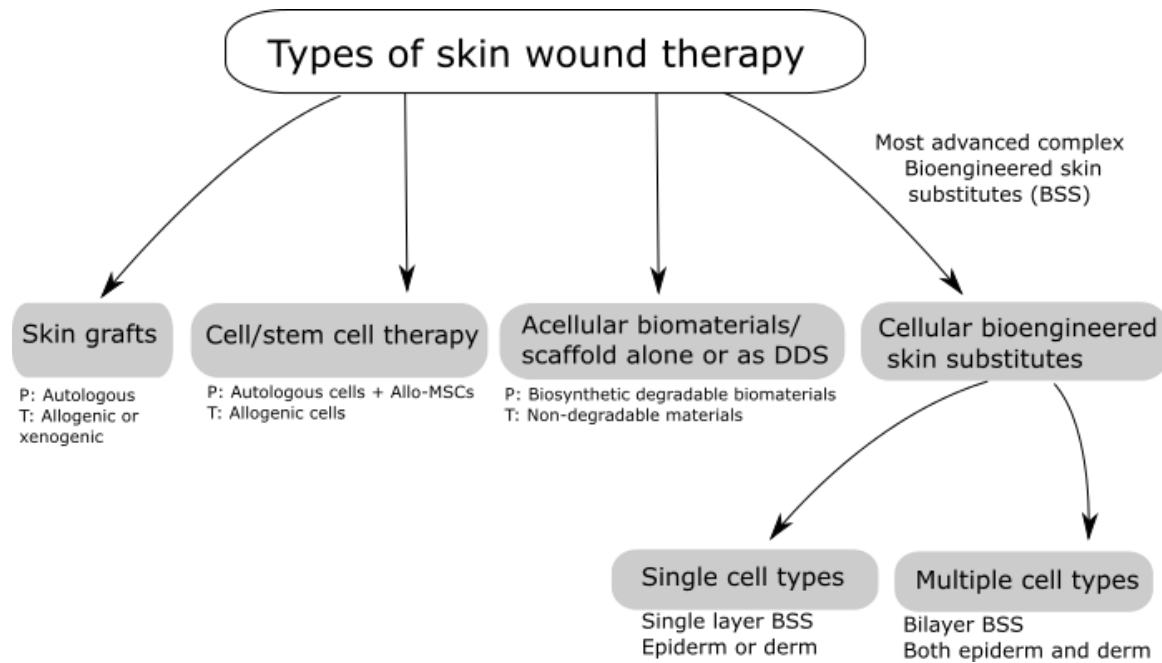 Types of skin wound therapy
Most advanced complex
Bioengineered skin
substitutes (BSS)
Skin grafts
P: Autologous
T: Allogenic or
xenogenic
Cell/stem cell therapy
P: Autologous cells + Allo-MSCs
T: Allogenic cells
Acellular biomaterials/
scaffold alone or as DDS
P: Biosynthetic degradable biomaterials
T: Non-degradable materials
Cellular bioengineered
skin substitutes
Single cell types
Single layer BSS
Epiderm or derm
Multiple cell types
Bilayer BSS
Both epiderm and derm